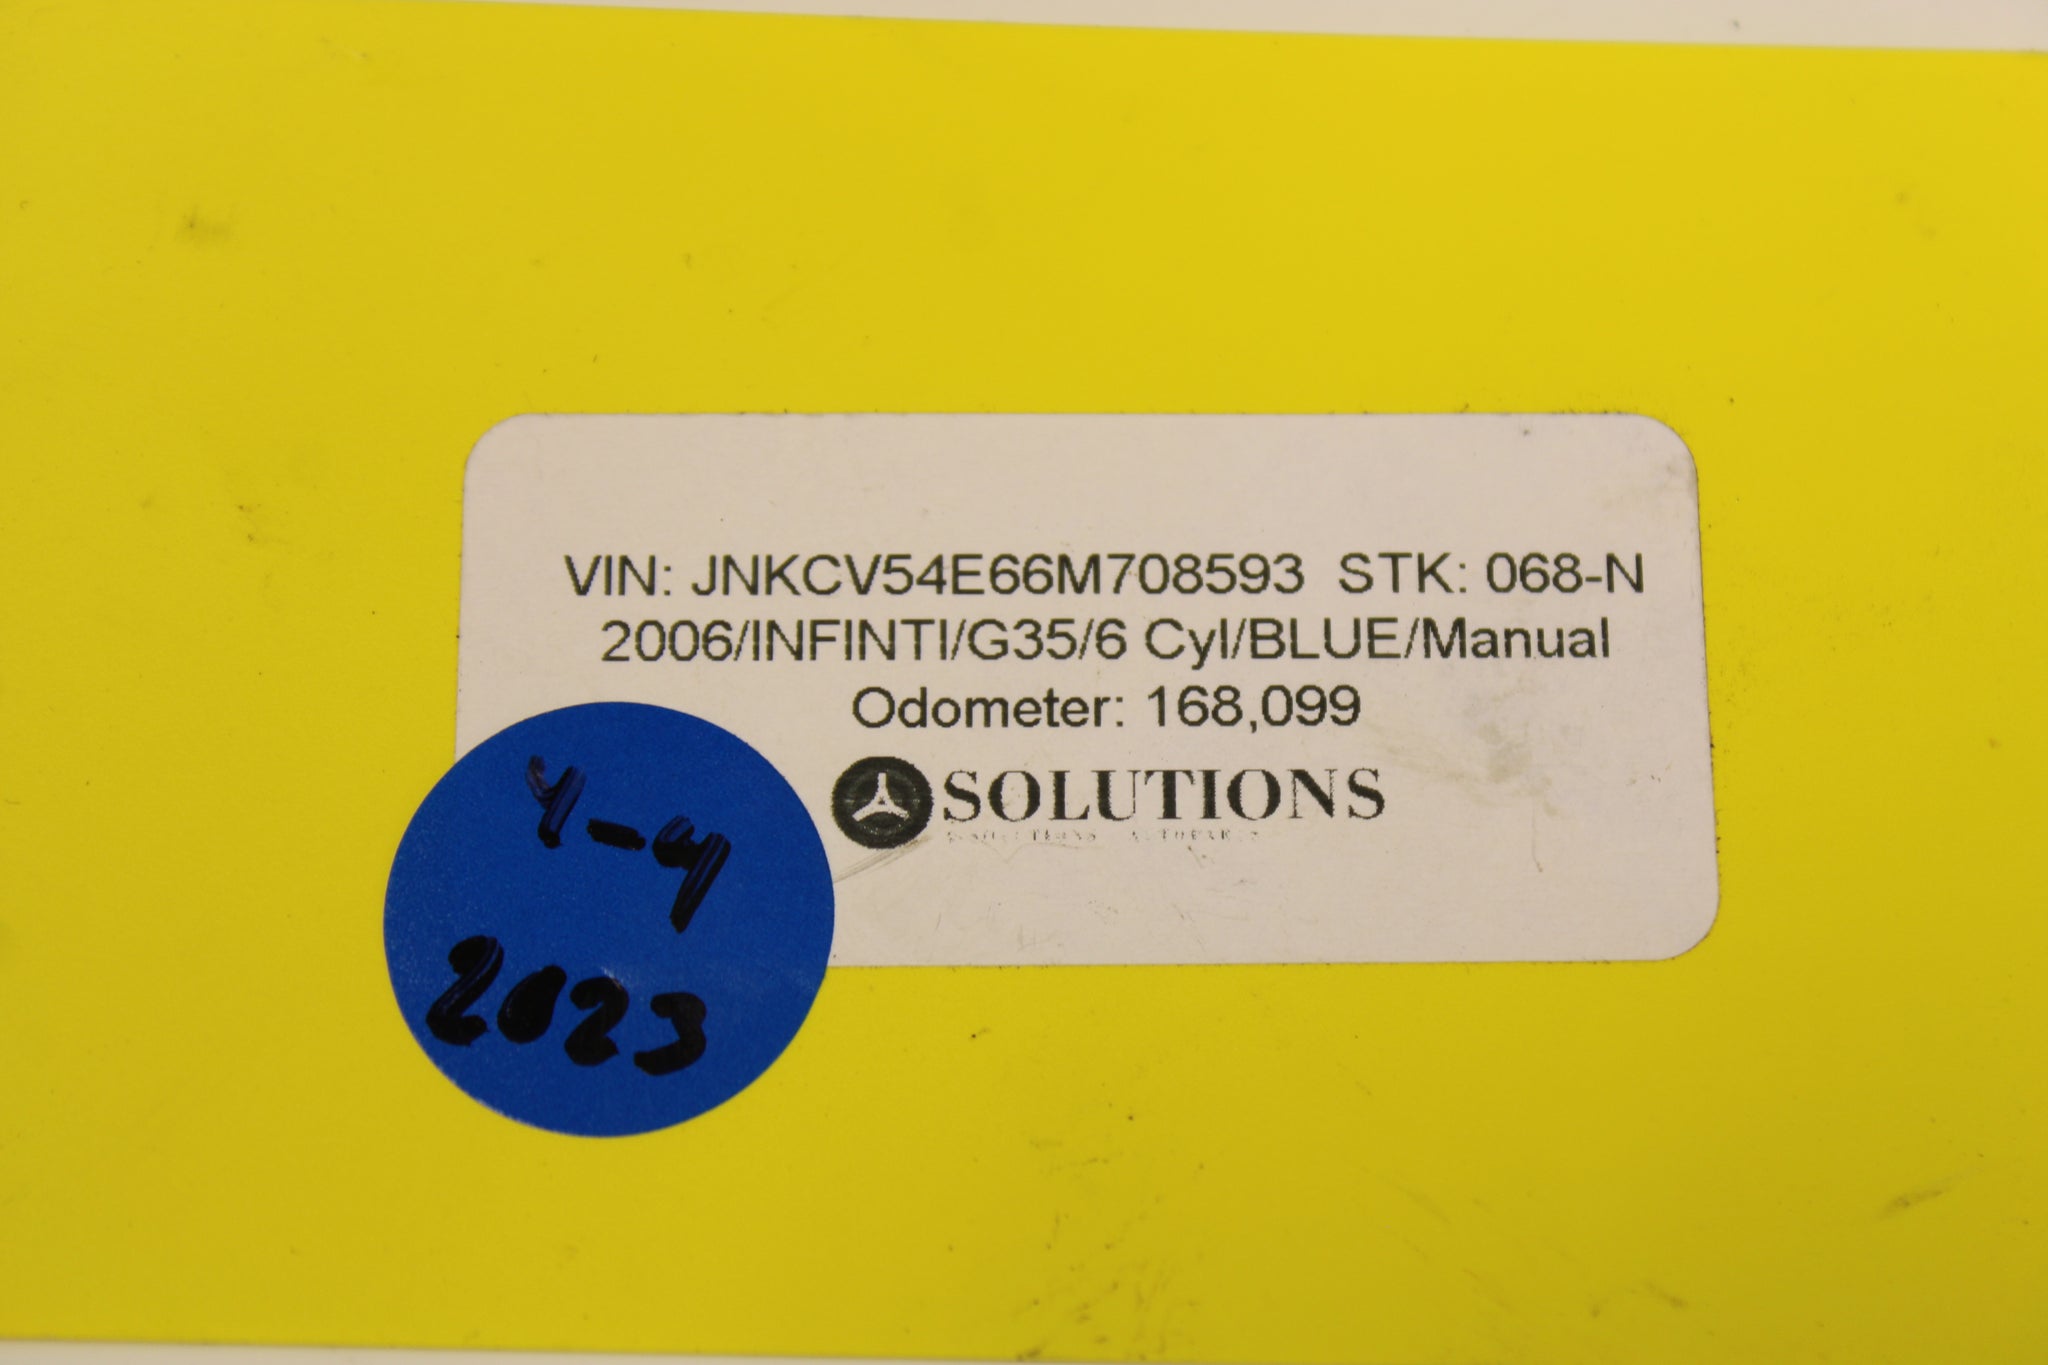 VIN: JNKCV54E66M708593 STK: 068-N
2006/INFINTI/G35/6 Cyl/BLUE/Manual
Odometer: 168,099
SOLUTIONS
4-4
2023